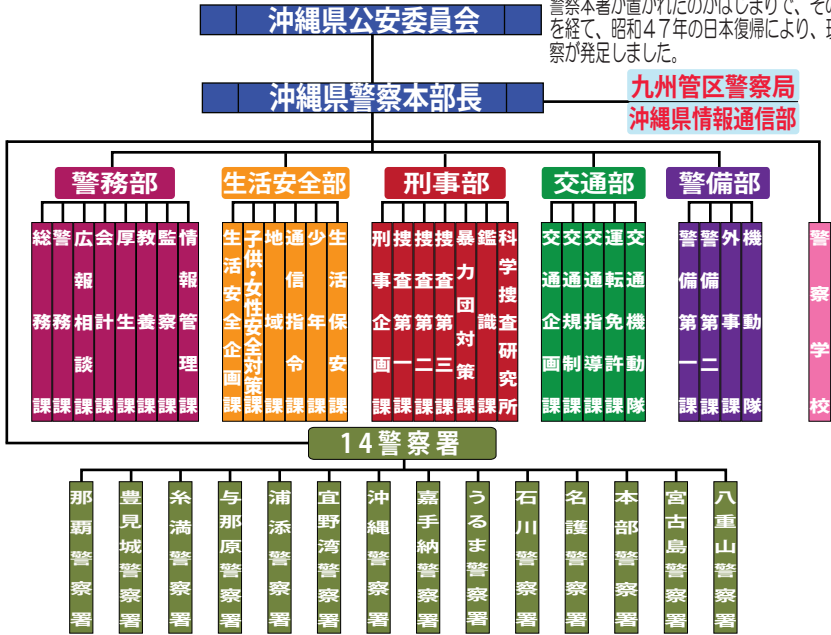 警察本署が置かれたのがはじまりで、その
を経て、昭和47年の日本復帰により、
察が発足しました。
沖縄県公安委員会
沖縄県警察本部長
九州管区警察局
沖縄県情報通信部
警務部
総務課
警務課
広報相談課
会計課
厚生課
教養課
監察課
情報管理課
生活安全部
生活安全企画課
子供・女性安全対策課
地域課
通信指令課
少年課
生活保安課
刑事部
刑事企画課
捜査第一課
捜査第二課
捜査第三課
暴力団対策課
鑑識課
科学捜査研究所
交通部
交通企画課
交通規制課
交通指導課
運転免許課
交通機動隊
警備部
警備第一課
警備第二課
外事課
機動隊
警察学校
14警察署
那覇警察署
豊見城警察署
糸満警察署
与那原警察署
浦添警察署
宜野湾警察署
沖縄警察署
嘉手納警察署
うるま警察署
石川警察署
名護警察署
本部警察署
宮古島警察署
八重山警察署